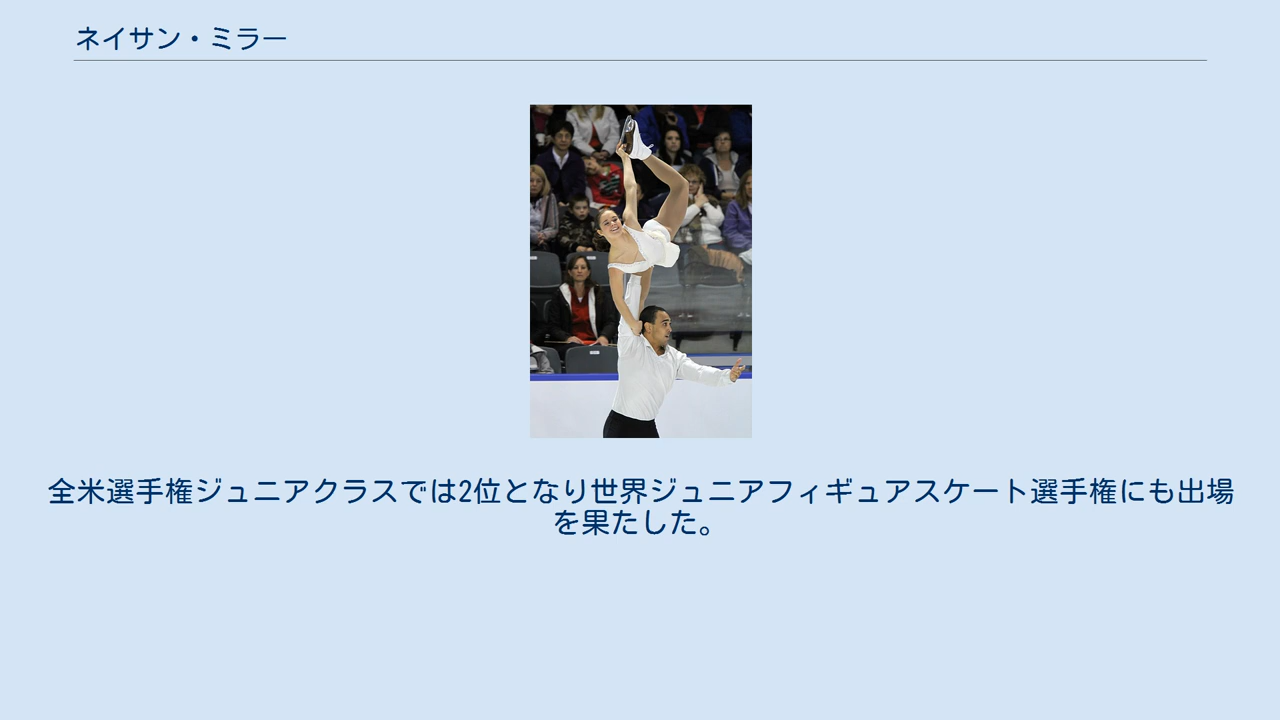 ネイサン・ミラー
全米選手権ジュニアクラスでは2位となり世界ジュニアフィギュアスケート選手権にも出場
を果たした。